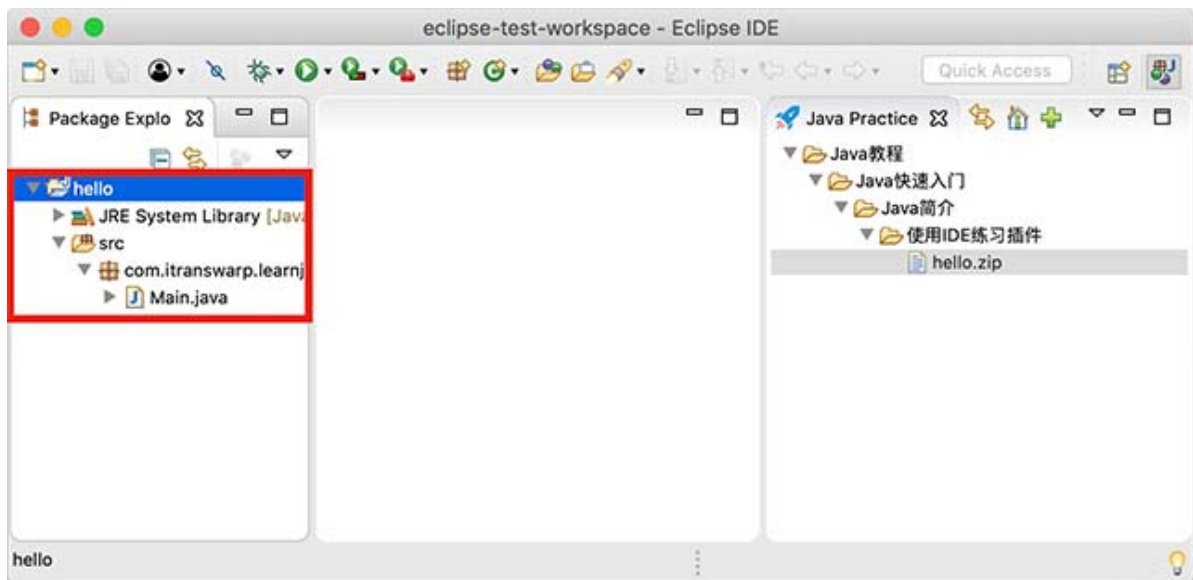 eclipse-test-workspace - Eclipse IDE
Quick Access
Package Explo
hello
JRE System Library [Java
src
com.itranswarp.learnj
Main.java
Java Practice
Java教程
Java快速入门
Java简介
使用IDE练习插件
hello.zip
hello